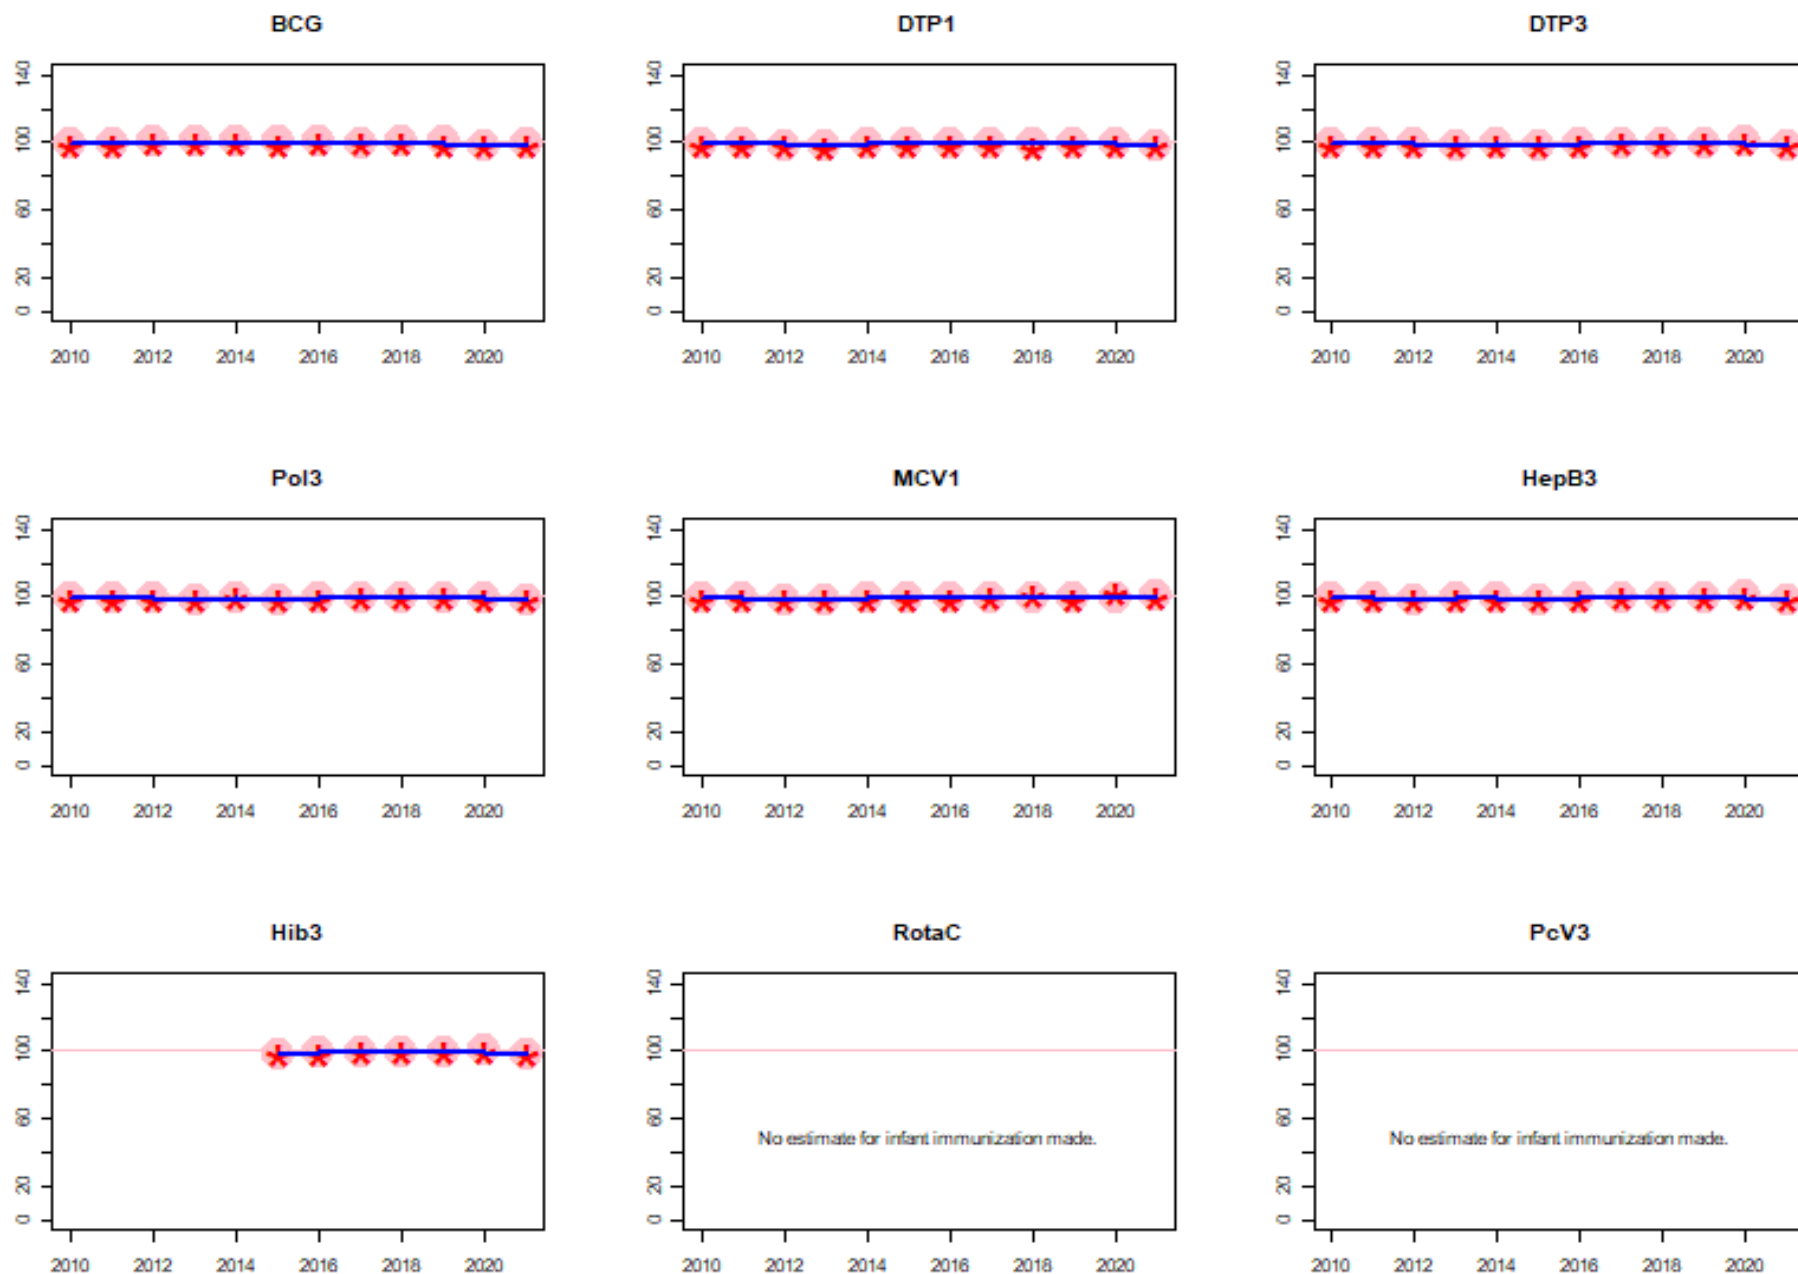 BCG DTP1 DTP3
140 140 140
100 100 100
60 60 60
20 20 20
0 0 0
2010 2012 2014 2016 2018 2020 2010 2012 2014 2016 2018 2020 2010 2012 2014 2016 2018 2020
Pol3 MCV1 HepB3
140 140 140
100 100 100
60 60 60
20 20 20
0 0 0
2010 2012 2014 2016 2018 2020 2010 2012 2014 2016 2018 2020 2010 2012 2014 2016 2018 2020
Hib3 RotaC PcV3
140 140 140
100 100 100
60 60 60
No estimate for infant immunization made. No estimate for infant immunization made.
20 20 20
0 0 0
2010 2012 2014 2016 2018 2020 2010 2012 2014 2016 2018 2020 2010 2012 2014 2016 2018 2020